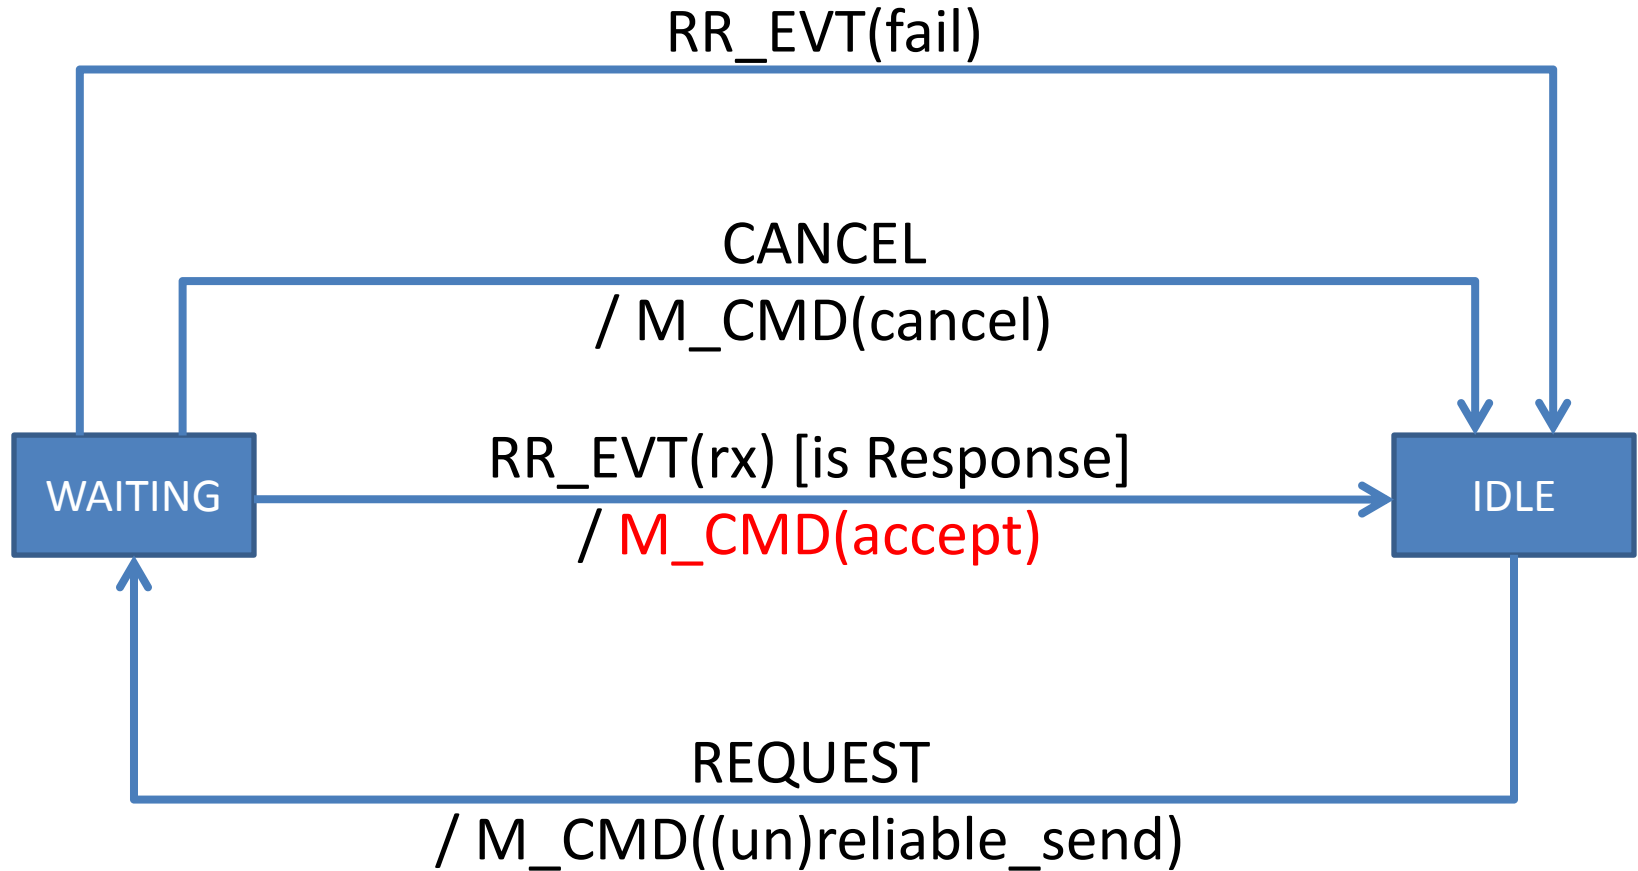 RR_EVT(fail)
CANCEL
/ M_CMD(cancel)
RR_EVT(rx) [is Response]
WAITING
IDLE
/ M_CMD(accept)
REQUEST
/ M_CMD((un)reliable_send)